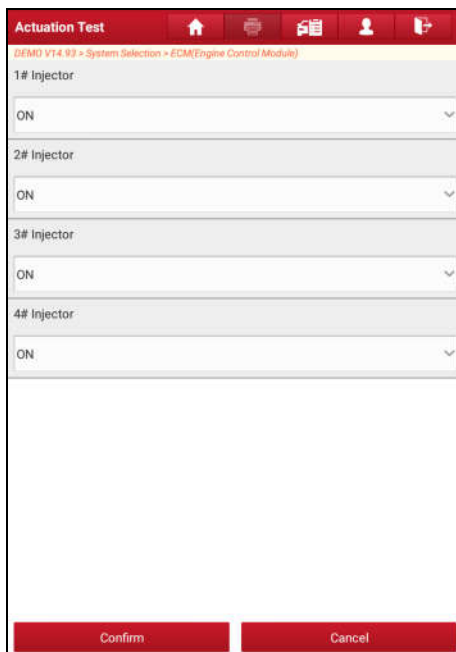 Actuation Test
DEMO V14.93 > System Selection > ECM(Engine Control Module)
1# Injector
ON
2# Injector
ON
3# Injector
ON
4# Injector
ON
Confirm Cancel